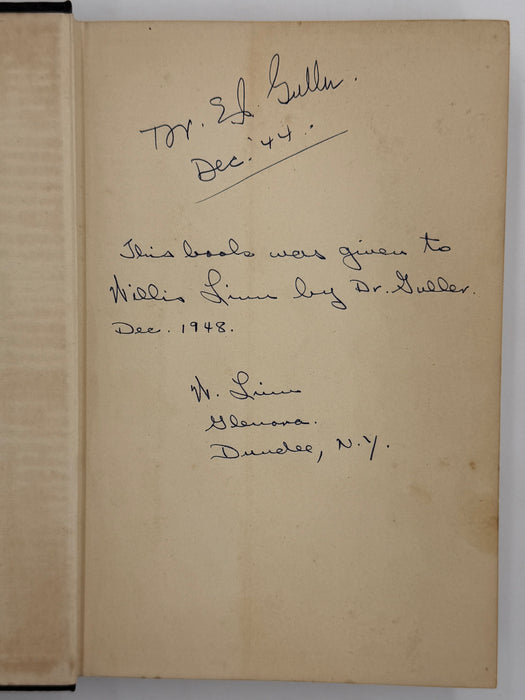 Dr. Ed. Guller.
Dec. '44.
This book was given to
Willis Linn by Dr. Guller.
Dec. 1948.
W. Linn
Glenora.
Dundee, N.Y.